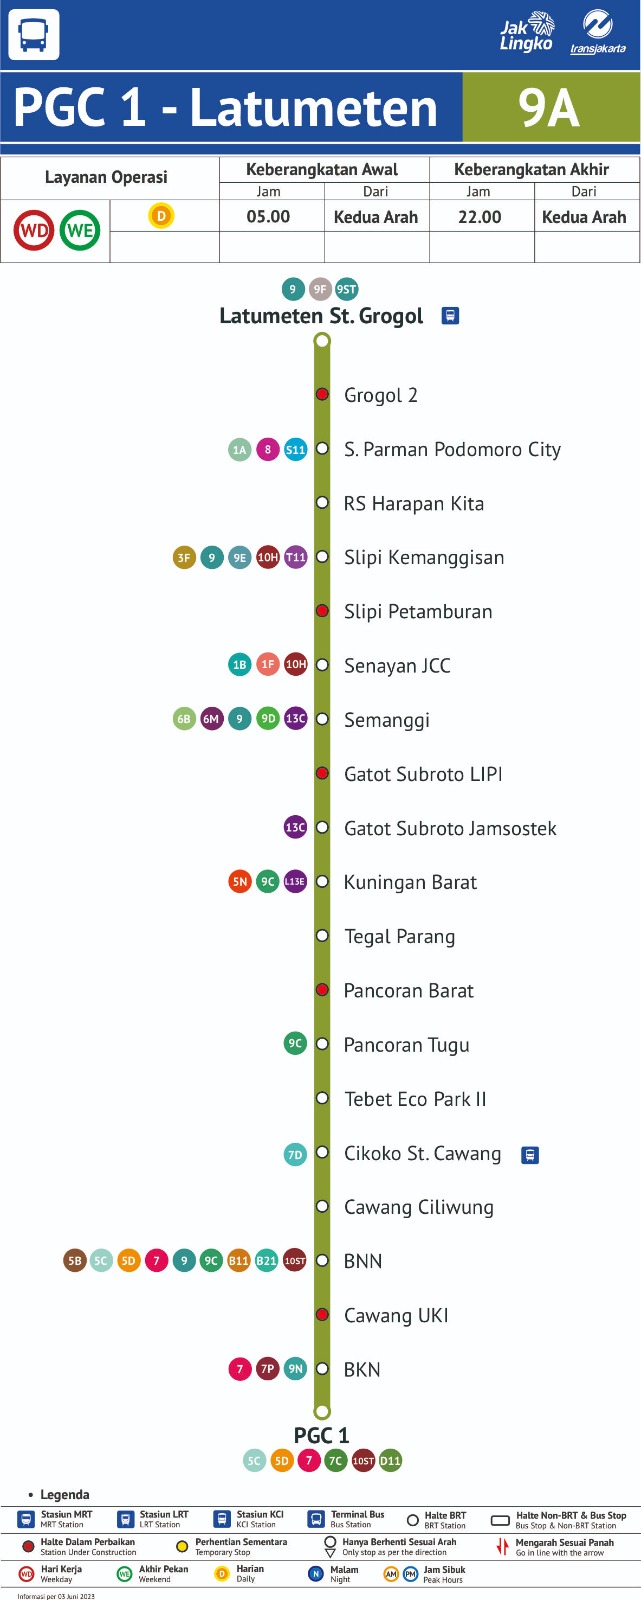 Jak
Lingko
transjakarta
PGC 1 - Latumeten
9A
Layanan Operasi
Keberangkatan Awal
Keberangkatan Akhir
Jam
Dari
Jam
Dari
WD WE
D
05.00
Kedua Arah
22.00
Kedua Arah
9 9F 9ST
Latumeten St. Grogol
Grogol 2
1A 8 S11 S. Parman Podomoro City
RS Harapan Kita
3F 9 9E 10H T11 Slipi Kemanggisan
Slipi Petamburan
1B 1F 10H Senayan JCC
6B 6M 9 9D 13C Semanggi
Gatot Subroto LIPI
13C Gatot Subroto Jamsostek
5N 9C L13E Kuningan Barat
Tegal Parang
Pancoran Barat
9C Pancoran Tugu
Tebet Eco Park II
7D Cikoko St. Cawang
Cawang Ciliwung
5B 5C 5D 7 9 9C B11 B21 10ST BNN
Cawang UKI
7 7P 9N BKN
PGC 1
5C 5D 7 7C 10ST D11
• Legenda
Stasiun MRT
MRT Station
Stasiun LRT
LRT Station
Stasiun KCI
KCI Station
Terminal Bus
Bus Station
Halte BRT
BRT Station
Halte Non-BRT & Bus Stop
Bus Stop & Non-BRT Station
Halte Dalam Perbaikan
Station Under Construction
Perhentian Sementara
Temporary Stop
Hanya Berhenti Sesuai Arah
Only stop as per the direction
Mengarah Sesuai Panah
Go in line with the arrow
WD Hari Kerja
Weekday
WE Akhir Pekan
Weekend
D Harian
Daily
N Malam
Night
AM PM Jam Sibuk
Peak Hours
Informasi per 03 Juni 2023